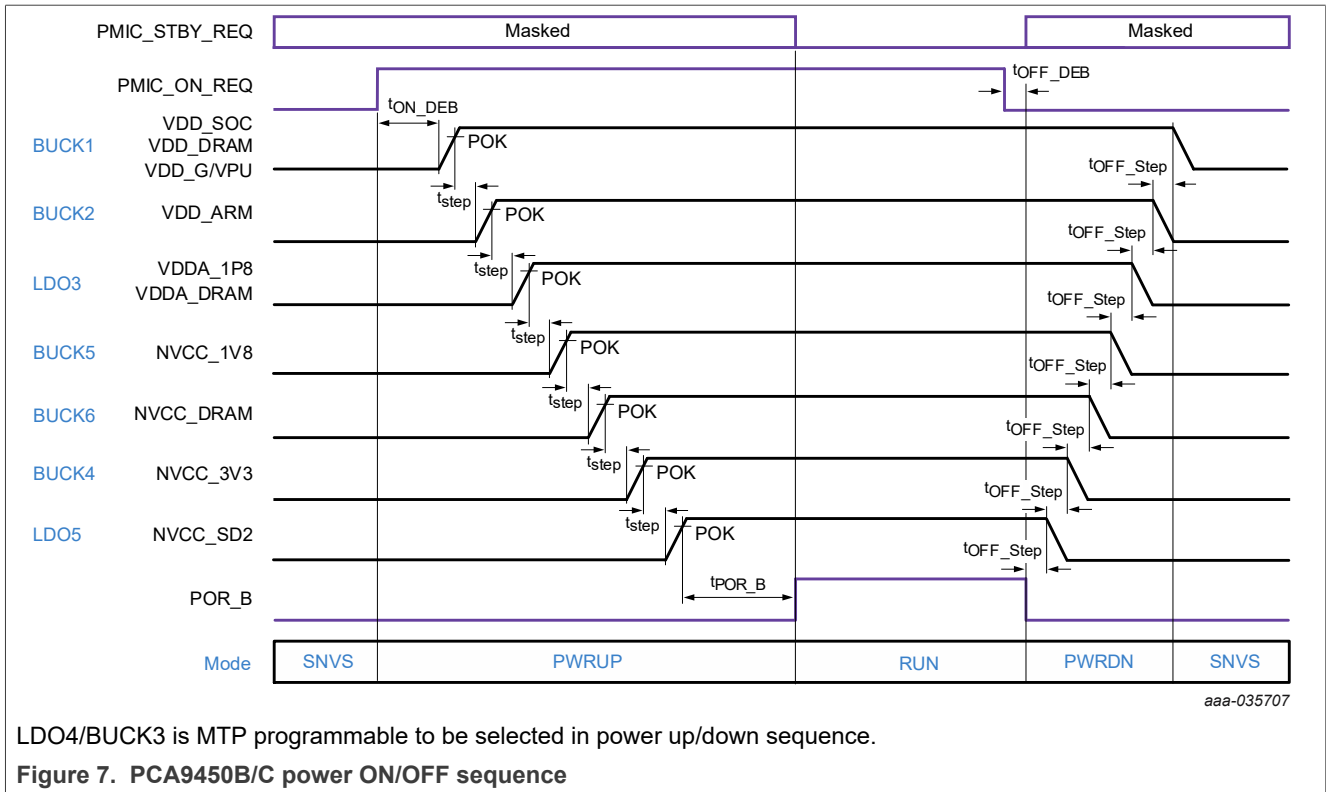 PMIC_STBY_REQ Masked Masked
PMIC_ON_REQ tOFF_DEB
tON_DEB
VDD_SOC
BUCK1 VDD_DRAM POK
VDD_G/VPU tOFF_Step
tstep
BUCK2 VDD_ARM POK
tOFF_Step
tstep
VDDA_1P8
LDO3 POK
VDDA_DRAM
tOFF_Step
tstep
BUCK5 NVCC_1V8 POK
tOFF_Step
tstep
BUCK6 NVCC_DRAM POK
tOFF_Step
tstep
BUCK4 NVCC_3V3 POK
tOFF_Step
tstep
LDO5 NVCC_SD2 POK
tOFF_Step
tPOR_B
POR_B
Mode SNVS PWRUP RUN PWRDN SNVS
aaa-035707
LDO4/BUCK3 is MTP programmable to be selected in power up/down sequence.
Figure 7. PCA9450B/C power ON/OFF sequence